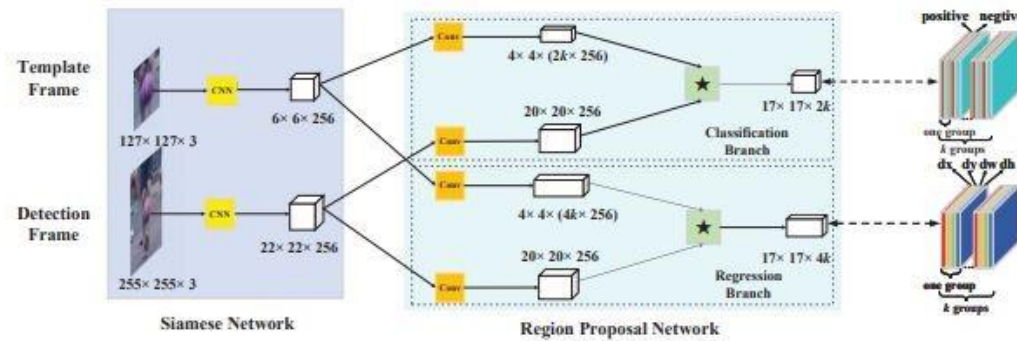 Template
Frame
127× 127× 3
CNN
6× 6× 256
Detection
Frame
255× 255× 3
CNN
22× 22× 256
Siamese Network
Conv
4× 4× (2k× 256)
20× 20× 256
Conv
★
17× 17× 2k
Classification
Branch
Conv
4× 4× (4k× 256)
20× 20× 256
Conv
★
17× 17× 4k
Regression
Branch
Region Proposal Network
positive negtive
one group
k groups
dx dy dw dh
one group
k groups